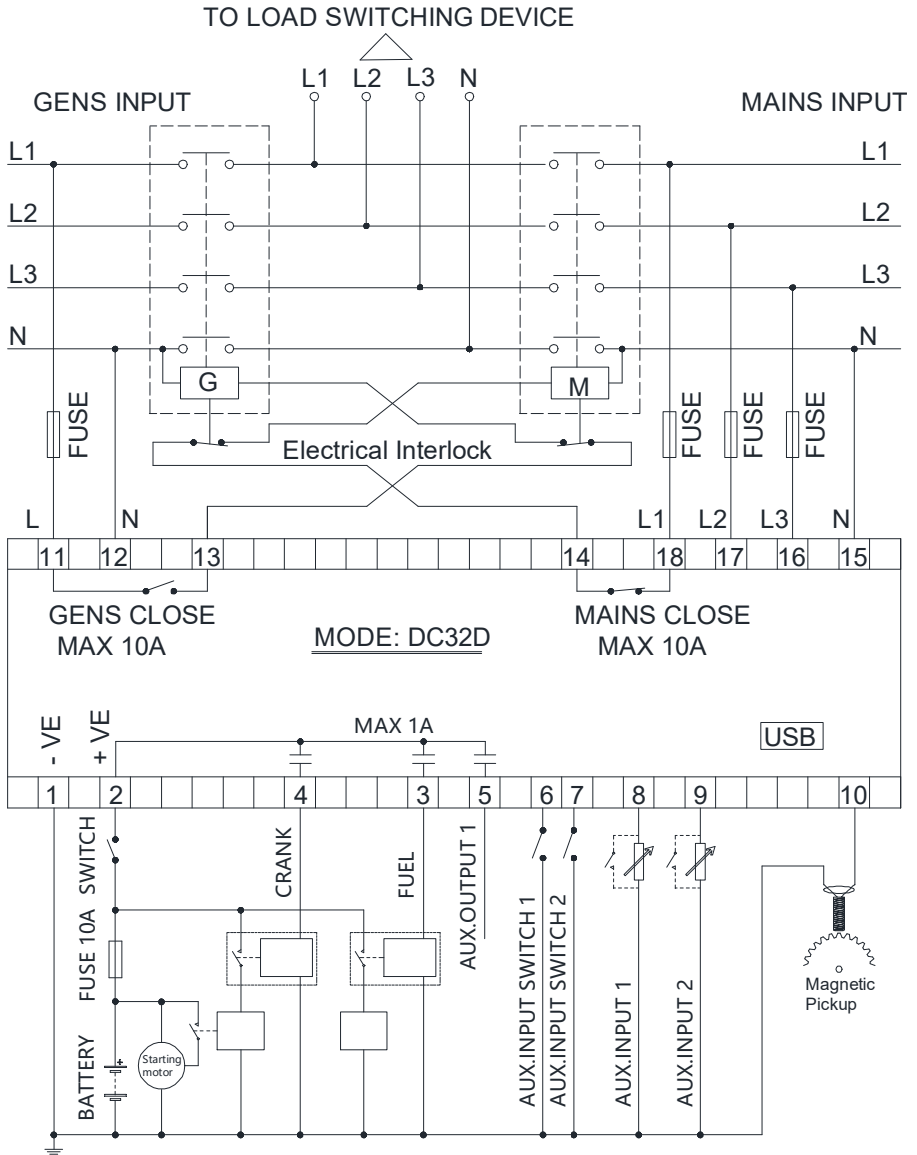 TO LOAD SWITCHING DEVICE
L1 L2 L3 N
GENS INPUT
MAINS INPUT
L1
L1
L2
L2
L3
L3
N
N
G
M
FUSE
FUSE
FUSE
FUSE
Electrical Interlock
L N
L1 L2 L3 N
11 12 13 14 18 17 16 15
GENS CLOSE
MAX 10A
MAINS CLOSE
MAX 10A
MODE: DC32D
- VE
+ VE
MAX 1A
USB
1 2 4 3 5 6 7 8 9 10
SWITCH
FUSE 10A
BATTERY
+
Starting
motor
CRANK
FUEL
AUX.OUTPUT 1
AUX.INPUT SWITCH 1
AUX.INPUT SWITCH 2
AUX.INPUT 1
AUX.INPUT 2
Magnetic
Pickup